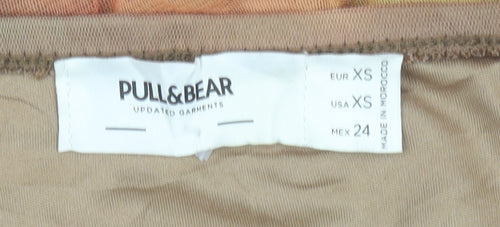 PULL&BEAR
UPDATED GARMENTS
EUR XS
USA XS
MEX 24
MADE IN MOROCCO